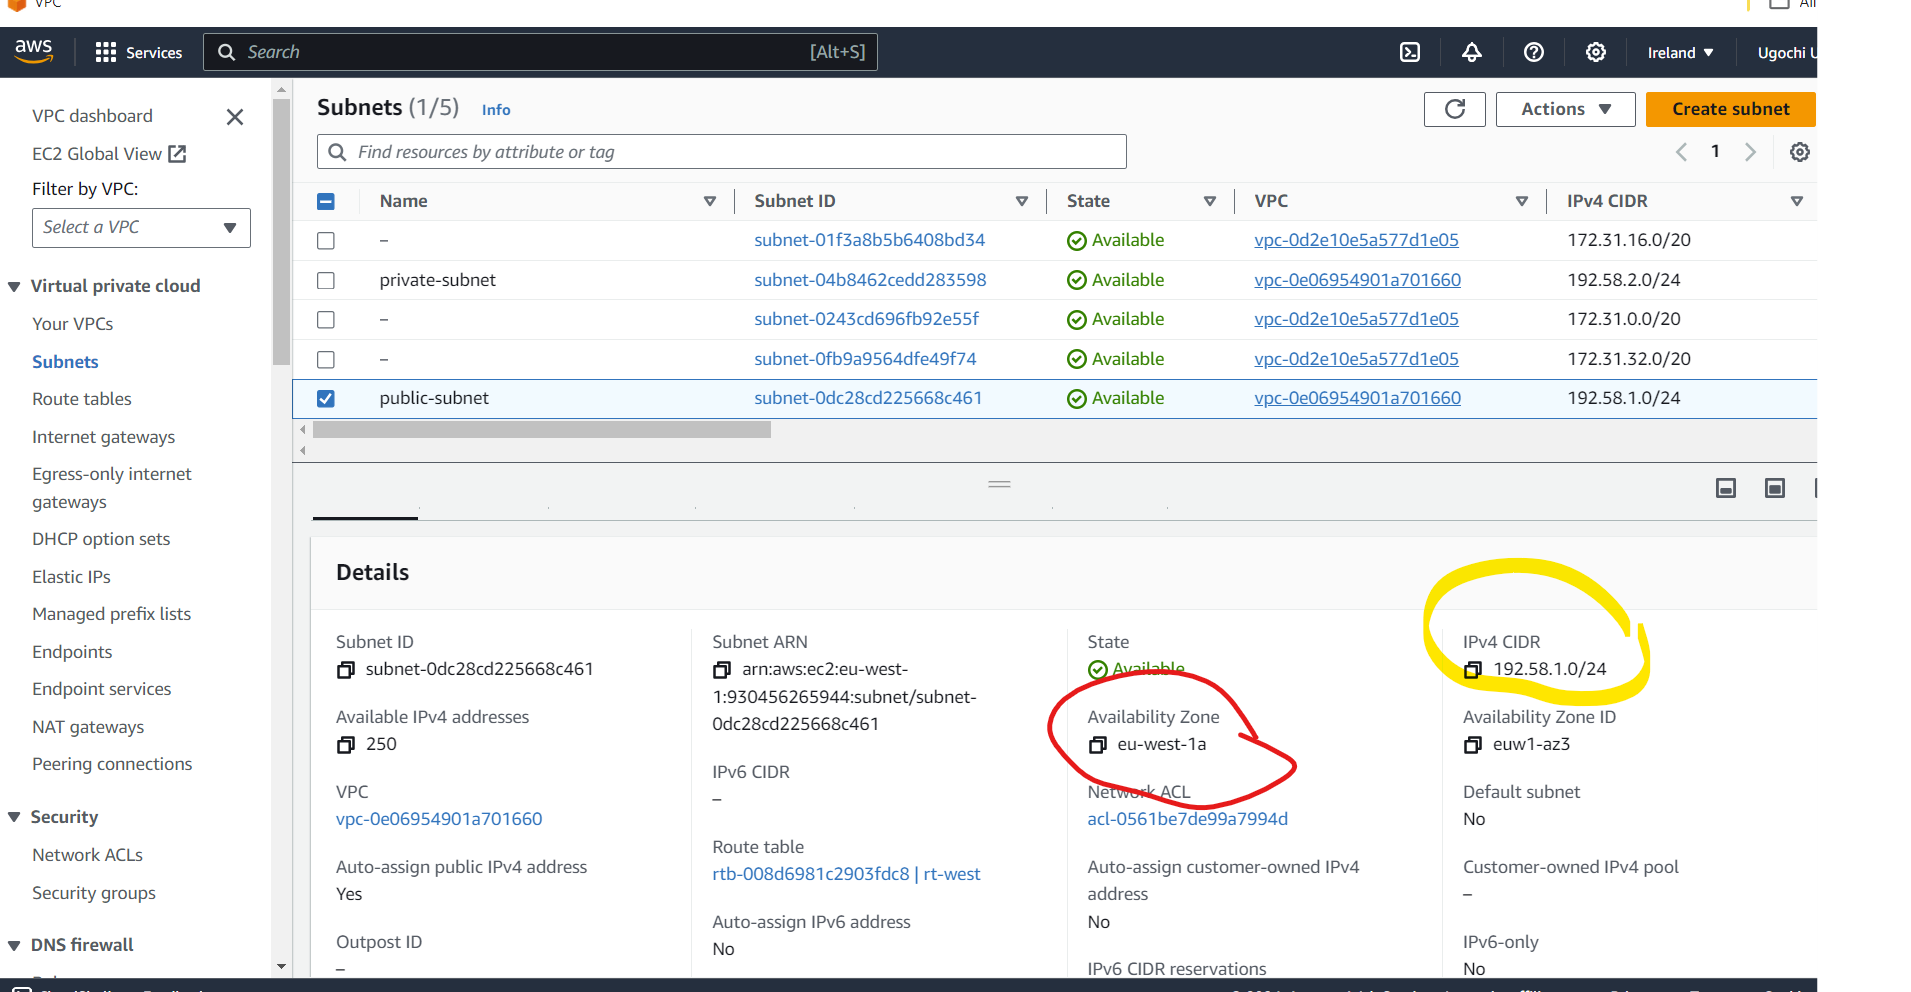 VPC
All
aws
Services
Search
[Alt+S]
Ireland
Ugochi U
VPC dashboard
EC2 Global View
Filter by VPC:
Select a VPC
Virtual private cloud
Your VPCs
Subnets
Route tables
Internet gateways
Egress-only internet
gateways
DHCP option sets
Elastic IPs
Managed prefix lists
Endpoints
Endpoint services
NAT gateways
Peering connections
Security
Network ACLs
Security groups
DNS firewall
Subnets (1/5) Info
Actions
Create subnet
Find resources by attribute or tag
1
Name Subnet ID State VPC IPv4 CIDR
– subnet-01f3a8b5b6408bd34 Available vpc-0d2e10e5a577d1e05 172.31.16.0/20
private-subnet subnet-04b8462cedd283598 Available vpc-0e06954901a701660 192.58.2.0/24
– subnet-0243cd696fb92e55f Available vpc-0d2e10e5a577d1e05 172.31.0.0/20
– subnet-0fb9a9564dfe49f74 Available vpc-0d2e10e5a577d1e05 172.31.32.0/20
public-subnet subnet-0dc28cd225668c461 Available vpc-0e06954901a701660 192.58.1.0/24
Details
Subnet ID
subnet-0dc28cd225668c461
Available IPv4 addresses
250
VPC
vpc-0e06954901a701660
Auto-assign public IPv4 address
Yes
Outpost ID
–
Subnet ARN
arn:aws:ec2:eu-west-
1:930456265944:subnet/subnet-
0dc28cd225668c461
IPv6 CIDR
–
Route table
rtb-008d6981c2903fdc8 | rt-west
Auto-assign IPv6 address
No
State
Available
Availability Zone
eu-west-1a
Network ACL
acl-0561be7de99a7994d
Auto-assign customer-owned IPv4
address
No
IPv6 CIDR reservations
IPv4 CIDR
192.58.1.0/24
Availability Zone ID
euw1-az3
Default subnet
No
Customer-owned IPv4 pool
–
IPv6-only
No